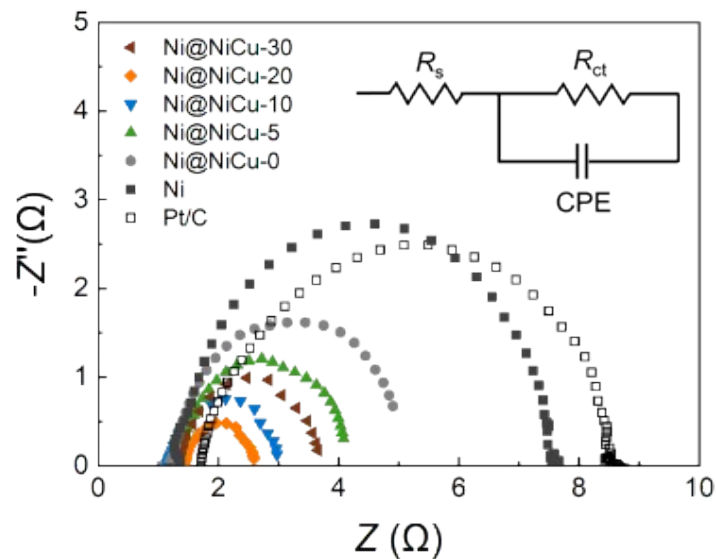 5
4
3
2
1
0
-Z"(Ω)
Ni@NiCu-30
Ni@NiCu-20
Ni@NiCu-10
Ni@NiCu-5
Ni@NiCu-0
Ni
Pt/C
Rs
Rct
CPE
0 2 4 6 8 10
Z (Ω)